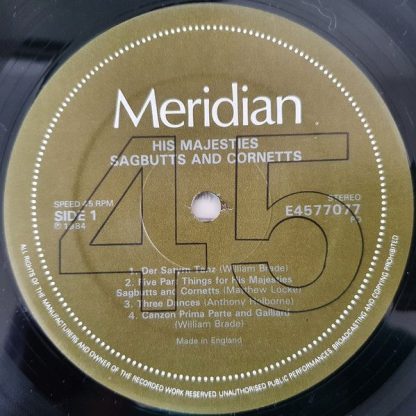 Meridian
HIS MAJESTIES
SAGBUTTS AND CORNETTS
45
SPEED 45 RPM
SIDE 1
℗ 1984
STEREO
E4577077
1. Der Satyrn Tanz (William Brade)
2. Five Part Things for His Majesties
Sagbutts and Cornetts (Matthew Locke)
3. Three Dances (Anthony Holborne)
4. Canzon Prima Parte and Galliard
(William Brade)
Made in England
ALL RIGHTS OF THE MANUFACTURERS AND OWNER OF THE RECORDED WORK RESERVED UNAUTHORISED PUBLIC PERFORMANCES BROADCASTING AND COPYING PROHIBITED